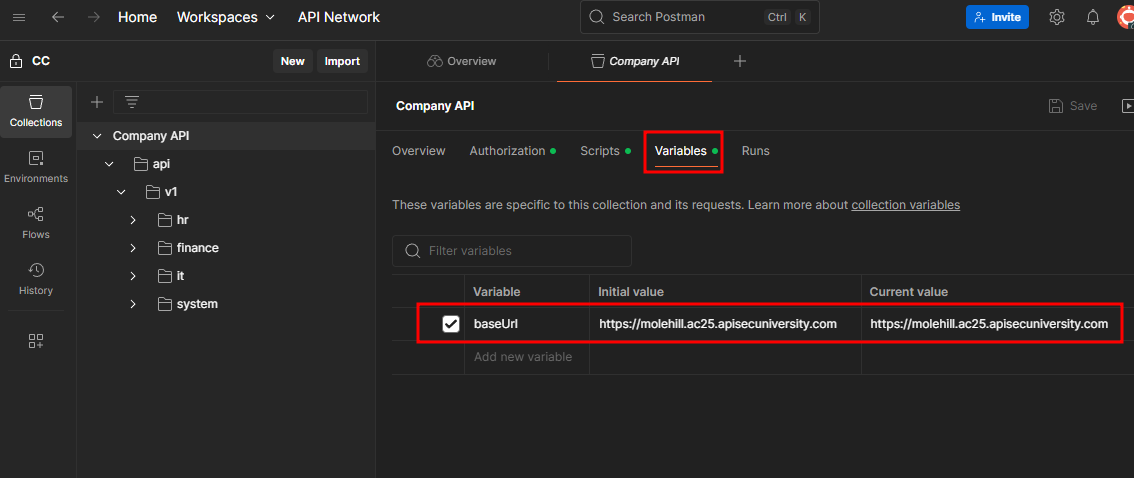 Home Workspaces API Network Search Postman Ctrl K Invite
CC New Import Overview Company API
Collections
Environments
Flows
History
Company API
api
v1
hr
finance
it
system
Company API Save
Overview Authorization Scripts Variables Runs
These variables are specific to this collection and its requests. Learn more about collection variables
Filter variables
Variable Initial value Current value
baseUrl https://molehill.ac25.apisecuniversity.com https://molehill.ac25.apisecuniversity.com
Add new variable